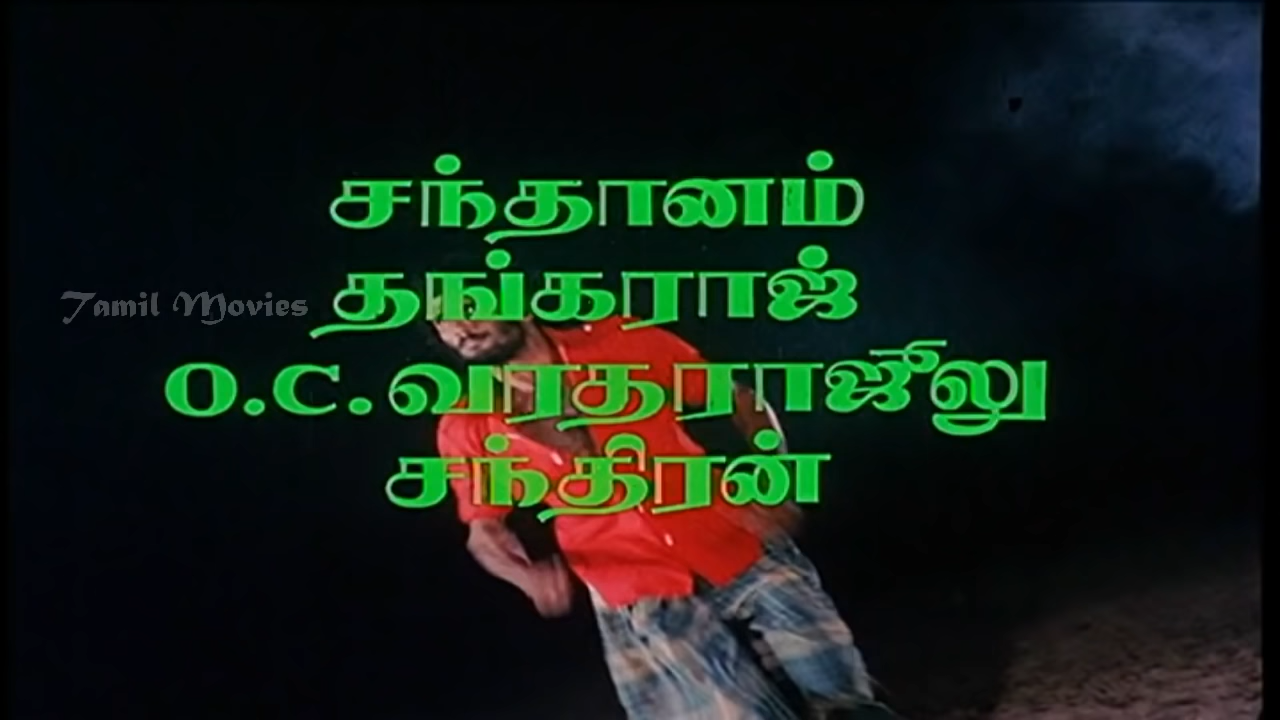 சந்தானம்
Tamil Movies
தங்கராஜ்
O.C. வரதராஜீலு
சந்திரன்